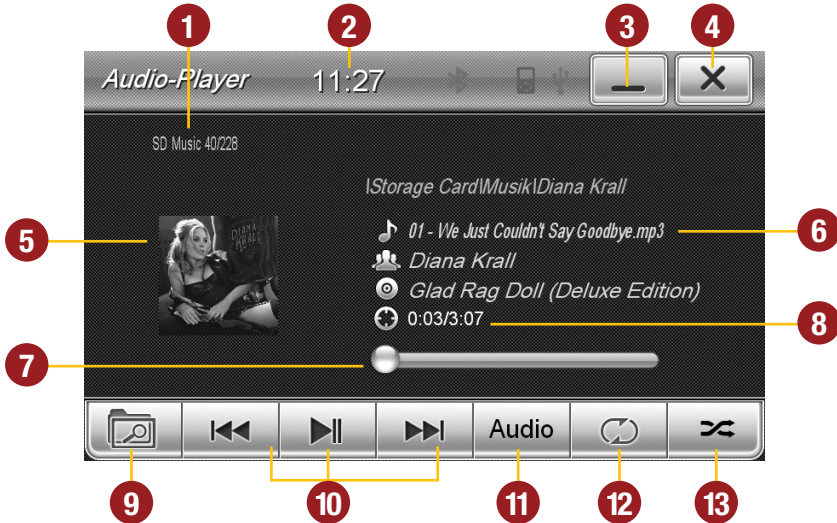 1 2 3 4
Audio-Player 11:27
SD Music 40/228
\Storage Card\Musik\Diana Krall
5 DIANA KRALL 01 - We Just Couldn't Say Goodbye.mp3 6
Diana Krall
Glad Rag Doll (Deluxe Edition)
0:03/3:07 8
7
Audio
9 10 11 12 13